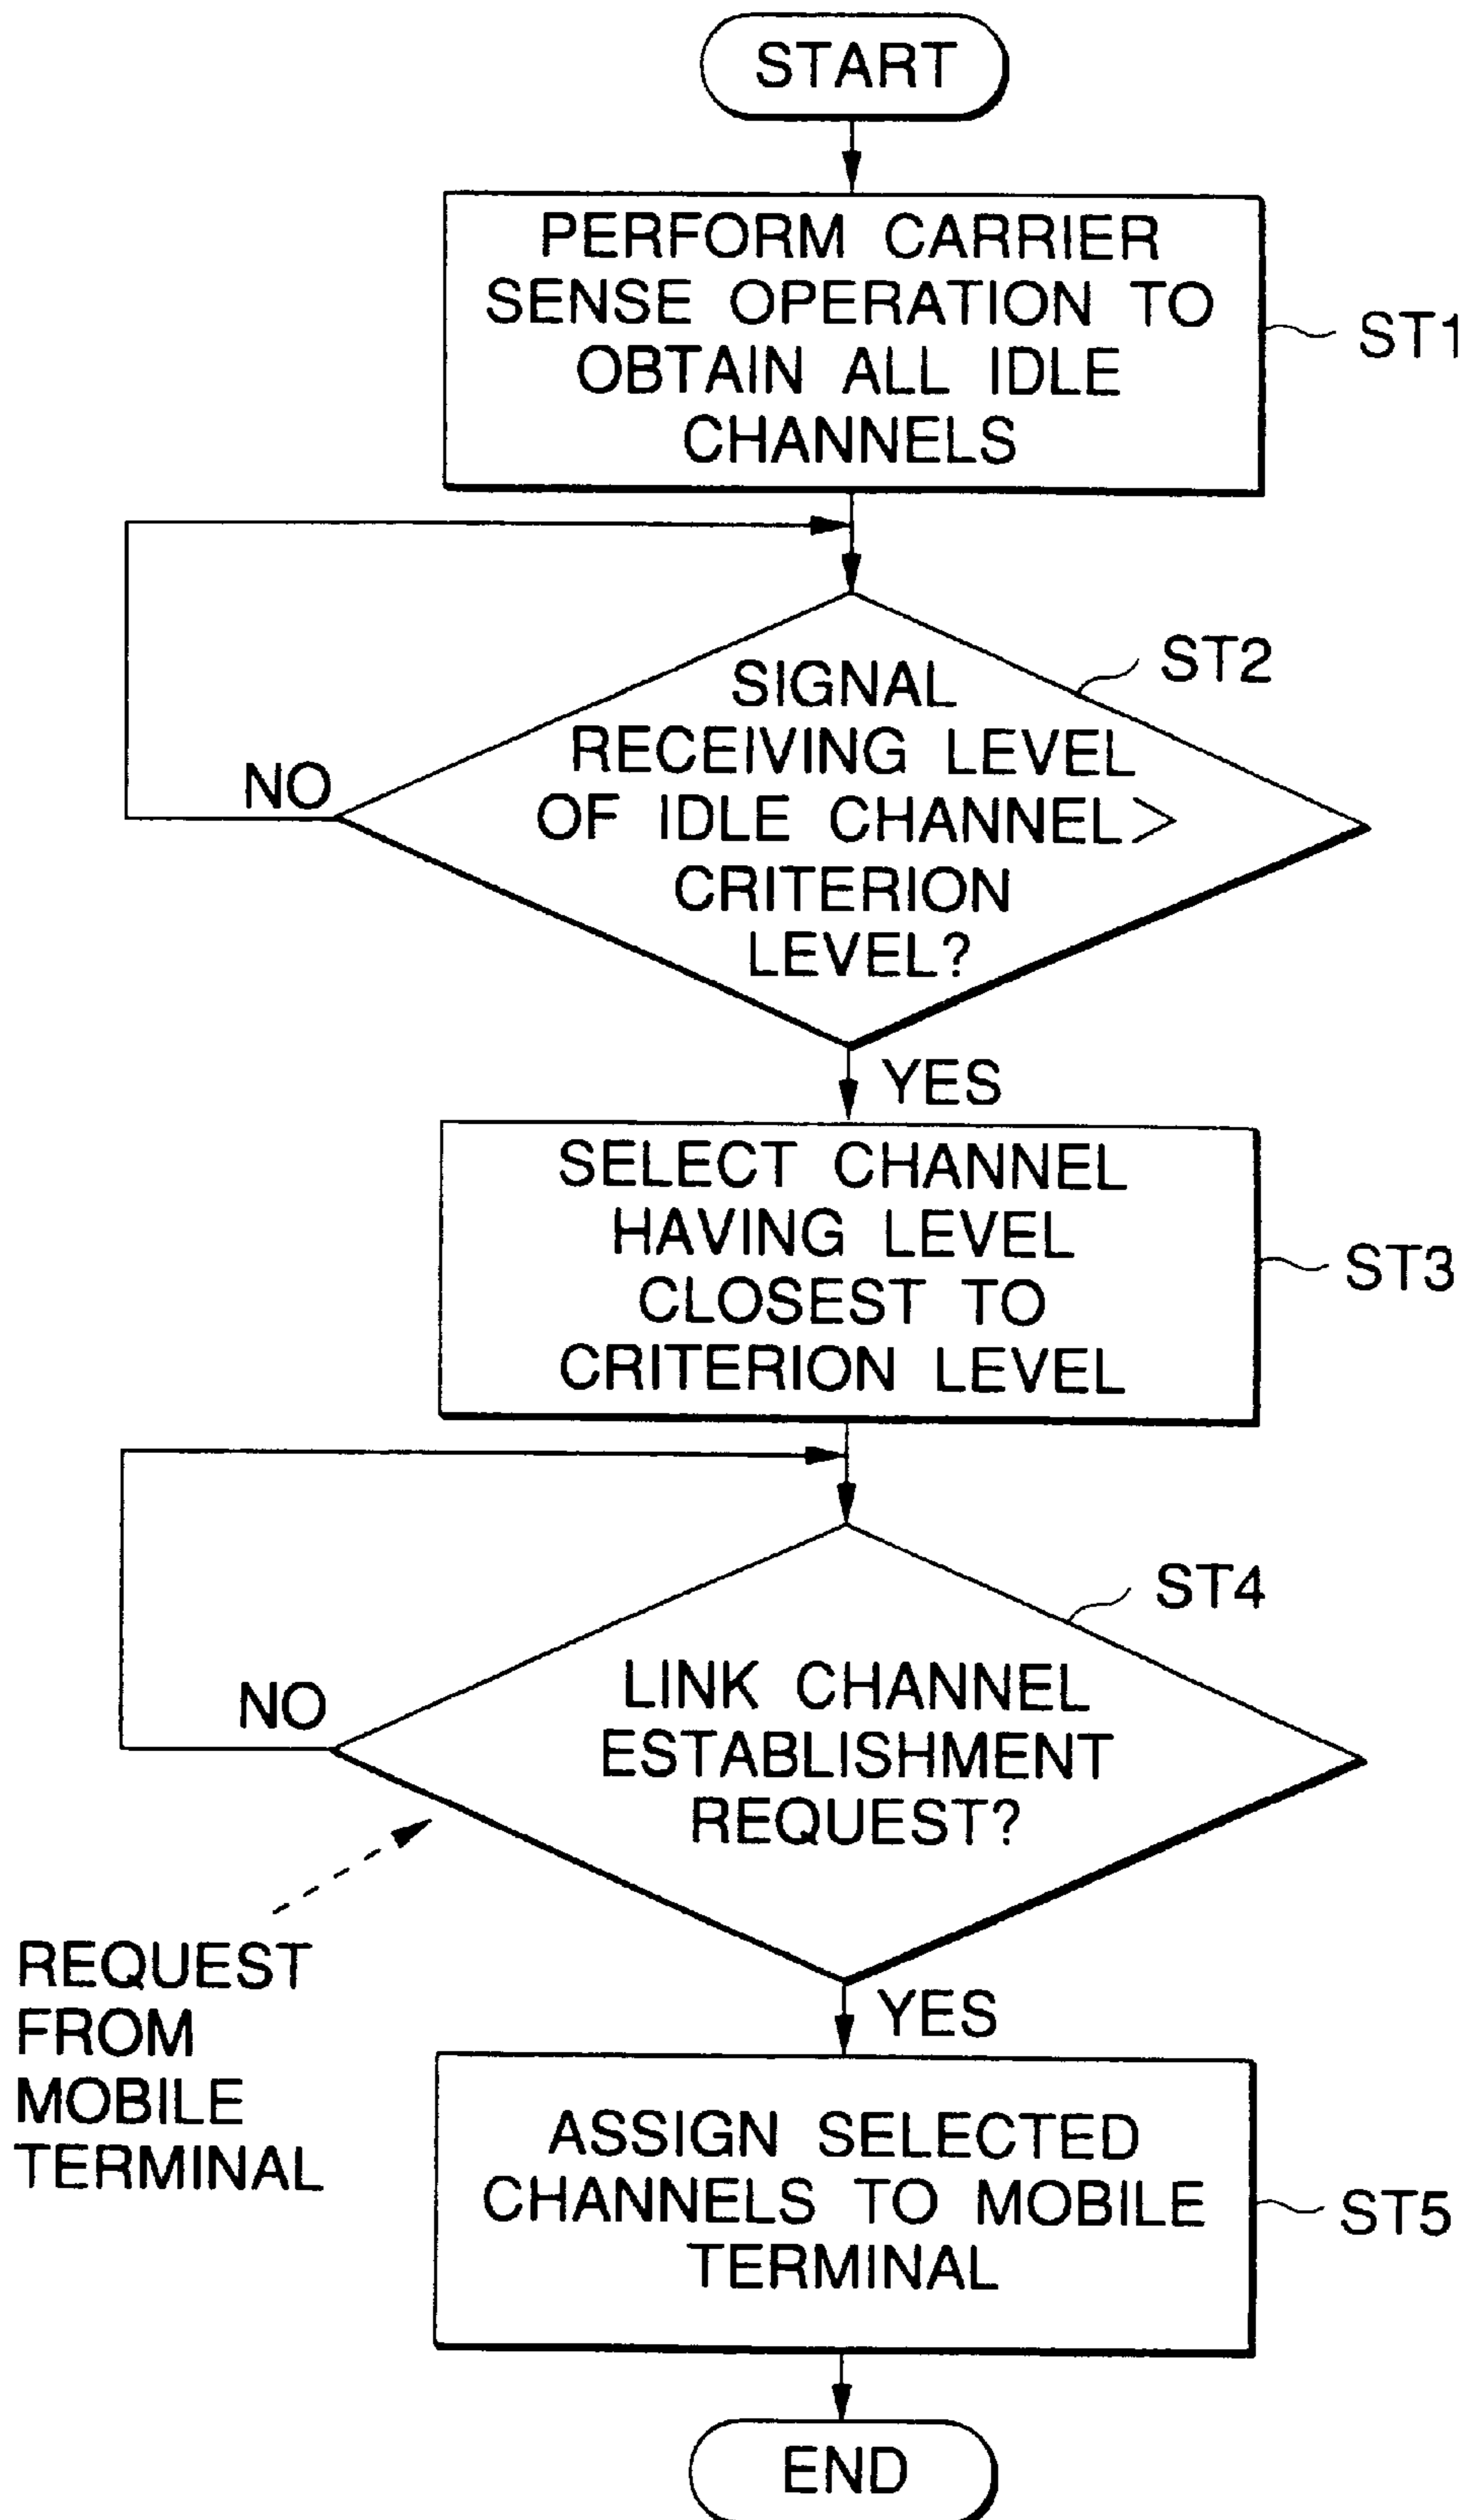 START
PERFORM CARRIER
SENSE OPERATION TO
OBTAIN ALL IDLE
CHANNELS
ST1
ST2
SIGNAL
RECEIVING LEVEL
OF IDLE CHANNEL>
CRITERION
LEVEL?
NO
YES
SELECT CHANNEL
HAVING LEVEL
CLOSEST TO
CRITERION LEVEL
ST3
ST4
LINK CHANNEL
ESTABLISHMENT
REQUEST?
NO
REQUEST
FROM
MOBILE
TERMINAL
YES
ASSIGN SELECTED
CHANNELS TO MOBILE
TERMINAL
ST5
END